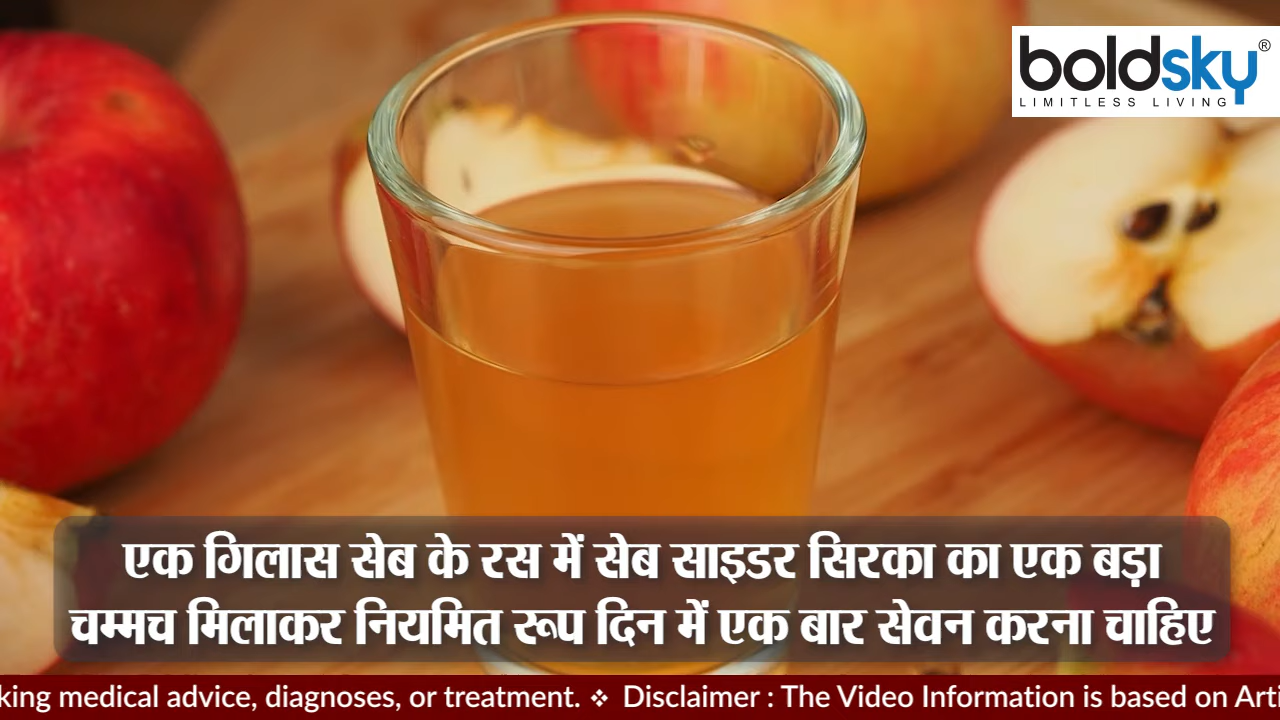 boldsky®
LIMITLESS LIVING
एक गिलास सेब के रस में सेब साइडर सिरका का एक बड़ा
चम्मच मिलाकर नियमित रूप दिन में एक बार सेवन करना चाहिए
king medical advice, diagnoses, or treatment. ❖ Disclaimer : The Video Information is based on Arti